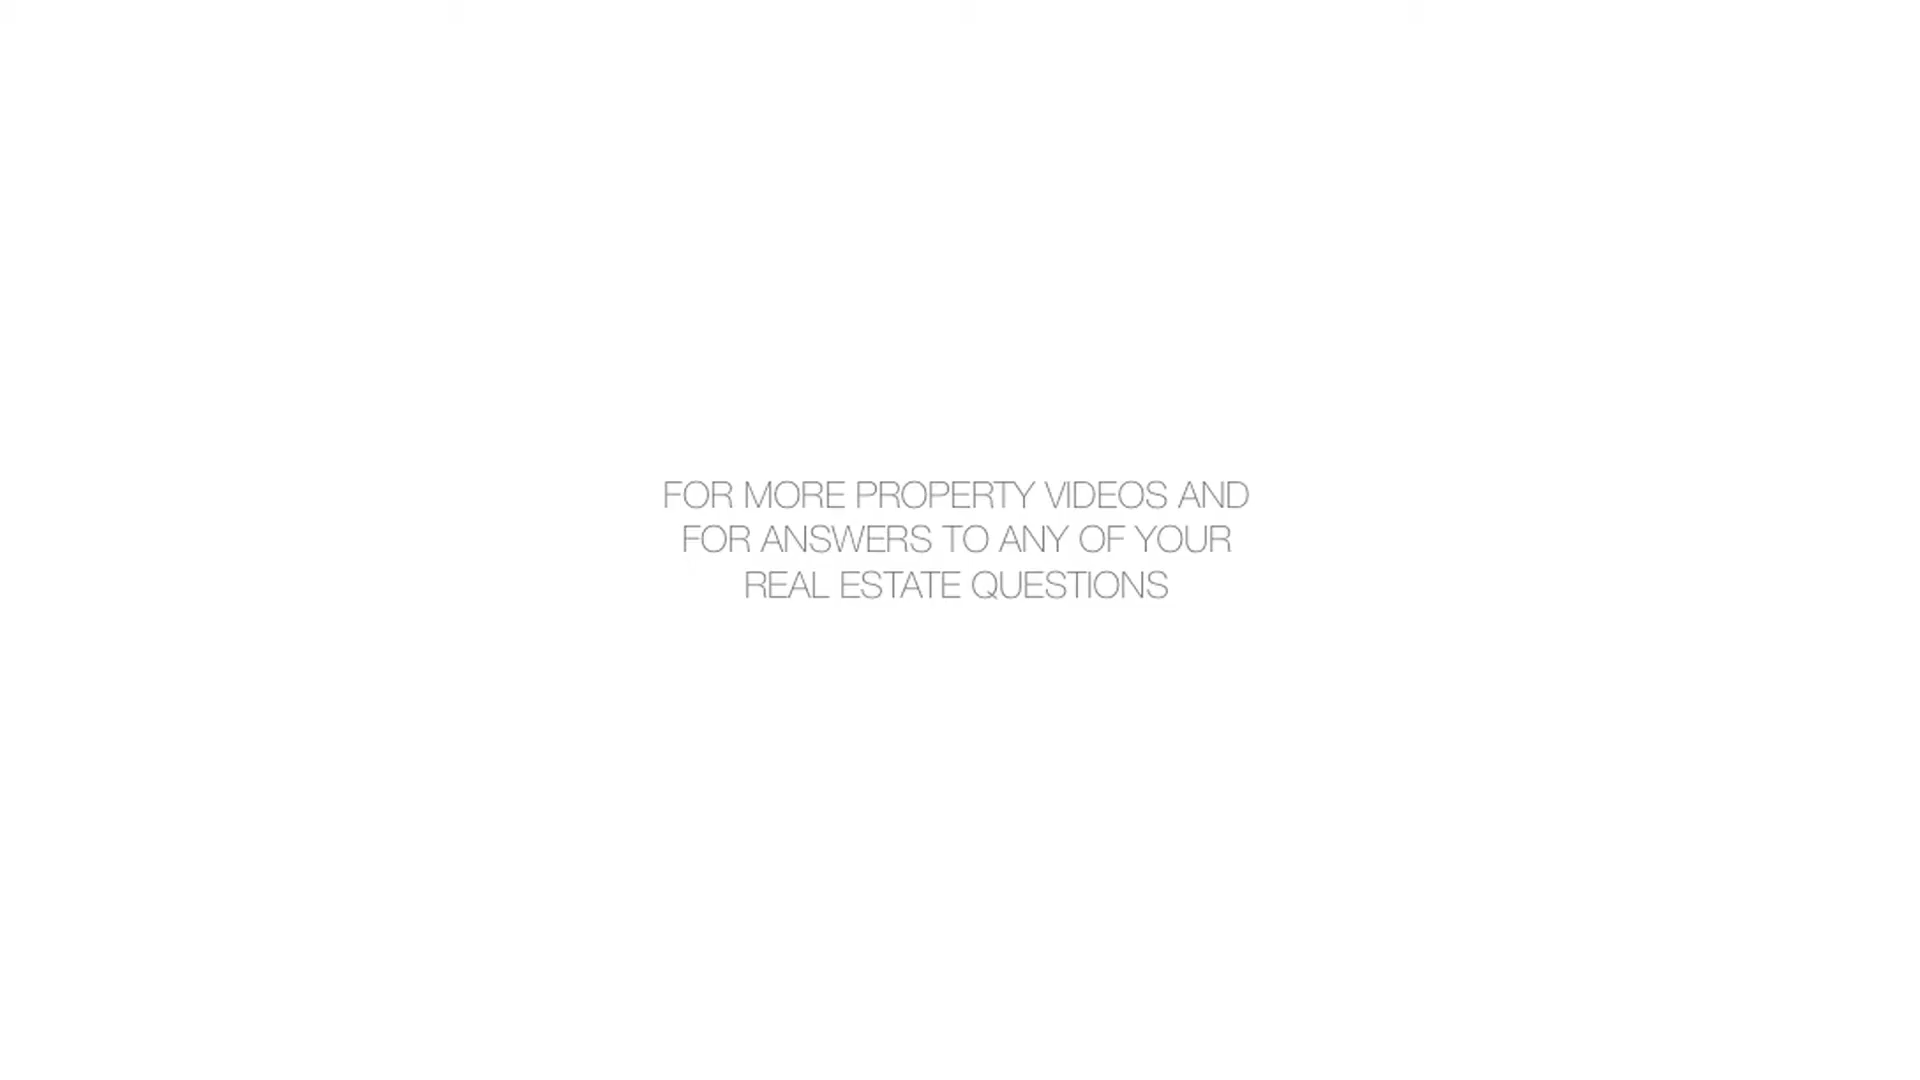 FOR MORE PROPERTY VIDEOS AND
FOR ANSWERS TO ANY OF YOUR
REAL ESTATE QUESTIONS